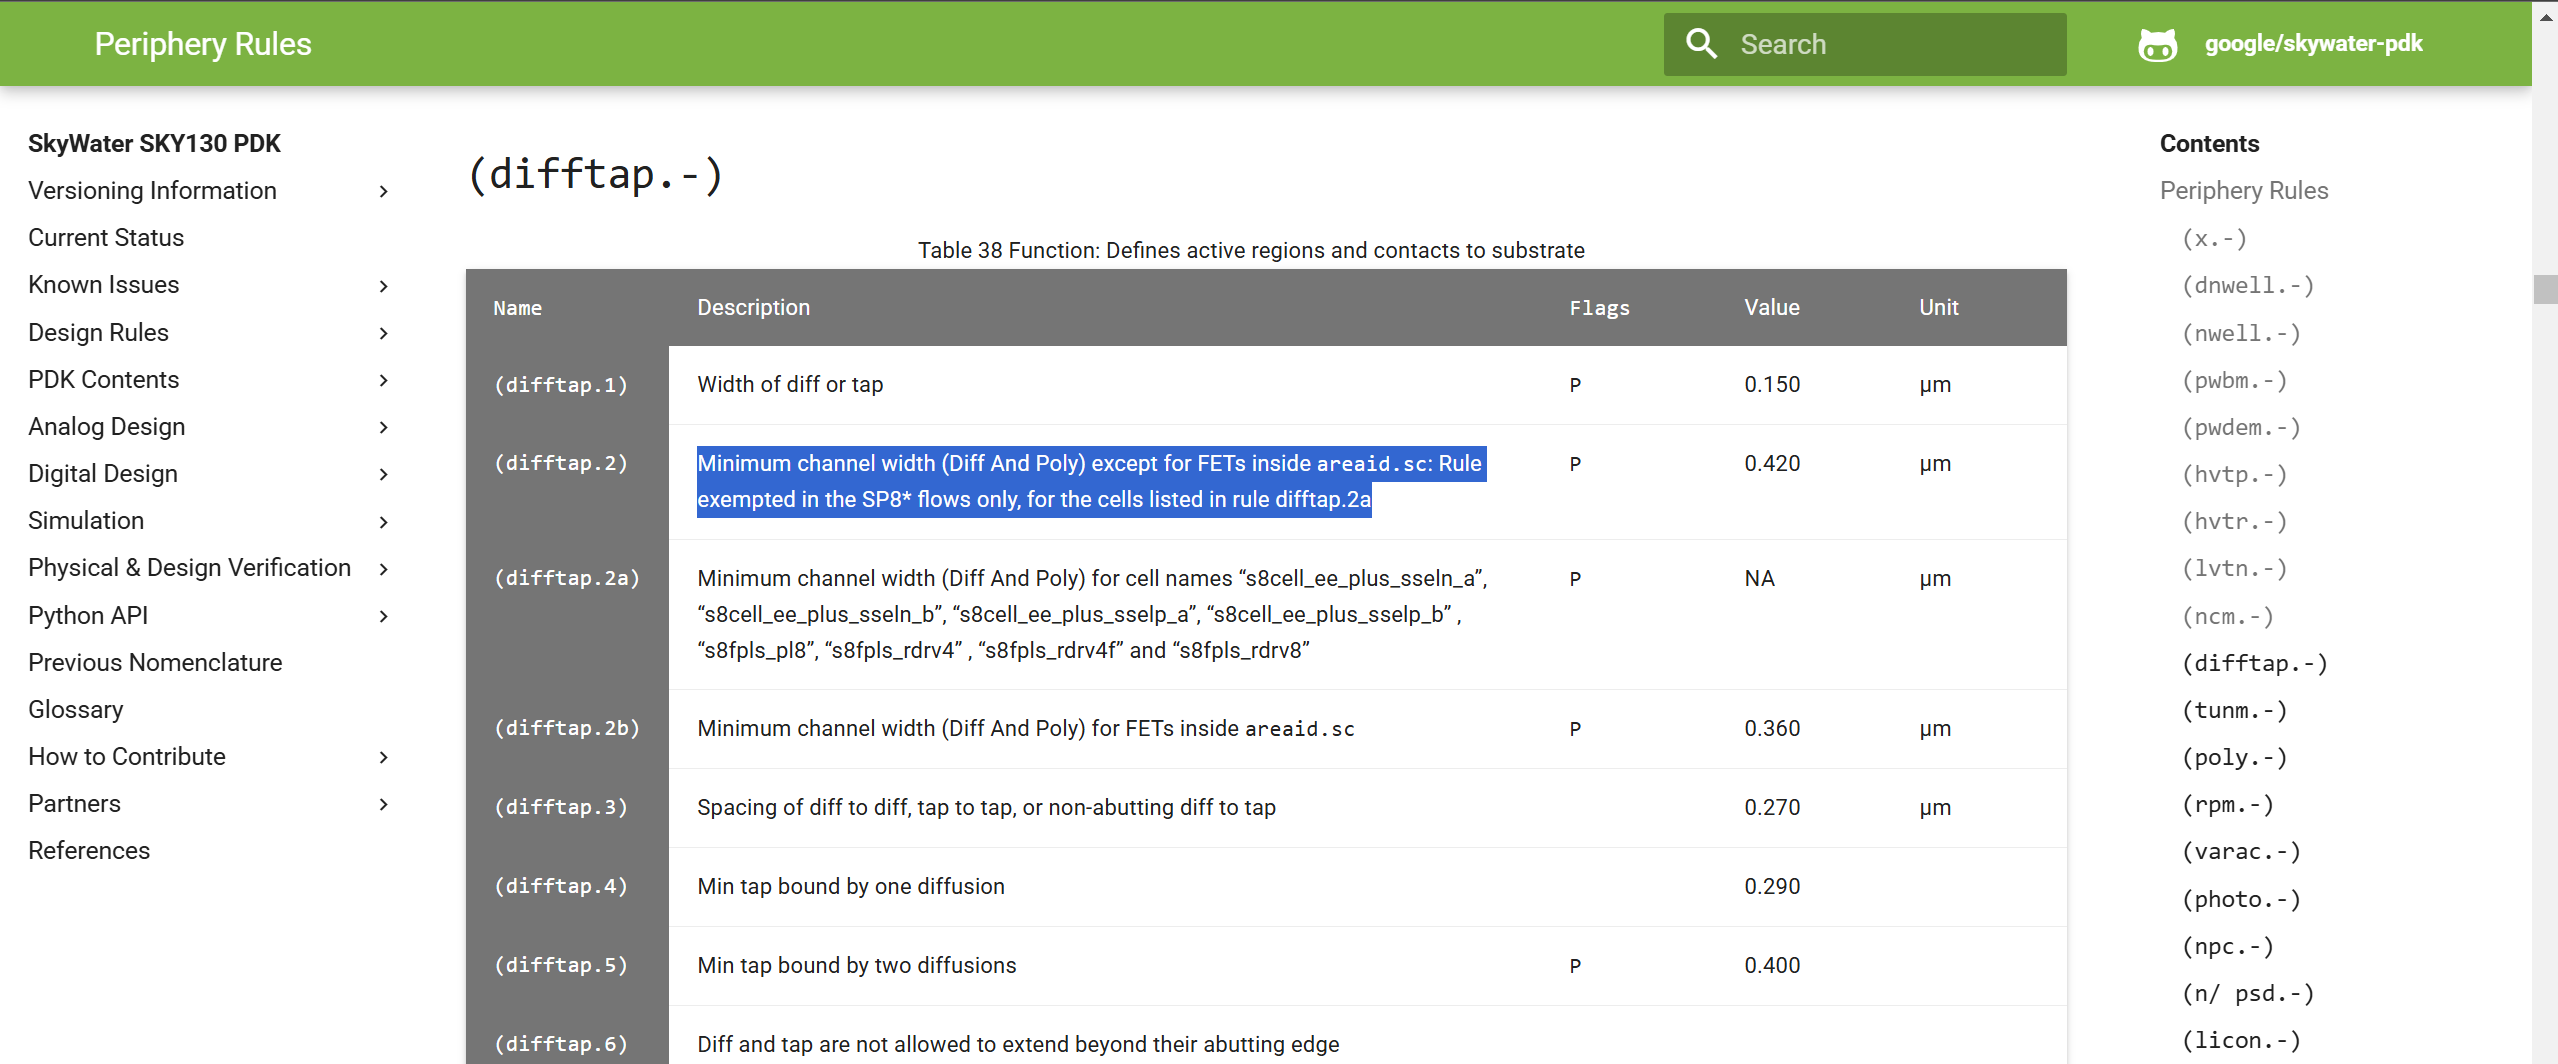 Periphery Rules
Search
google/skywater-pdk
SkyWater SKY130 PDK
Versioning Information
Current Status
Known Issues
Design Rules
PDK Contents
Analog Design
Digital Design
Simulation
Physical & Design Verification
Python API
Previous Nomenclature
Glossary
How to Contribute
Partners
References
(difftap.-)
Table 38 Function: Defines active regions and contacts to substrate
Name Description Flags Value Unit
(difftap.1) Width of diff or tap P 0.150 µm
(difftap.2) Minimum channel width (Diff And Poly) except for FETs inside areaid.sc: Rule P 0.420 µm
exempted in the SP8* flows only, for the cells listed in rule difftap.2a
(difftap.2a) Minimum channel width (Diff And Poly) for cell names “s8cell_ee_plus_sseln_a”, P NA µm
“s8cell_ee_plus_sseln_b”, “s8cell_ee_plus_sselp_a”, “s8cell_ee_plus_sselp_b” ,
“s8fpls_pl8”, “s8fpls_rdrv4” , “s8fpls_rdrv4f” and “s8fpls_rdrv8”
(difftap.2b) Minimum channel width (Diff And Poly) for FETs inside areaid.sc P 0.360 µm
(difftap.3) Spacing of diff to diff, tap to tap, or non-abutting diff to tap 0.270 µm
(difftap.4) Min tap bound by one diffusion 0.290
(difftap.5) Min tap bound by two diffusions P 0.400
(difftap.6) Diff and tap are not allowed to extend beyond their abutting edge
Contents
Periphery Rules
(x.-)
(dnwell.-)
(nwell.-)
(pwbm.-)
(pwdem.-)
(hvtp.-)
(hvtr.-)
(lvtn.-)
(ncm.-)
(difftap.-)
(tunm.-)
(poly.-)
(rpm.-)
(varac.-)
(photo.-)
(npc.-)
(n/ psd.-)
(licon.-)